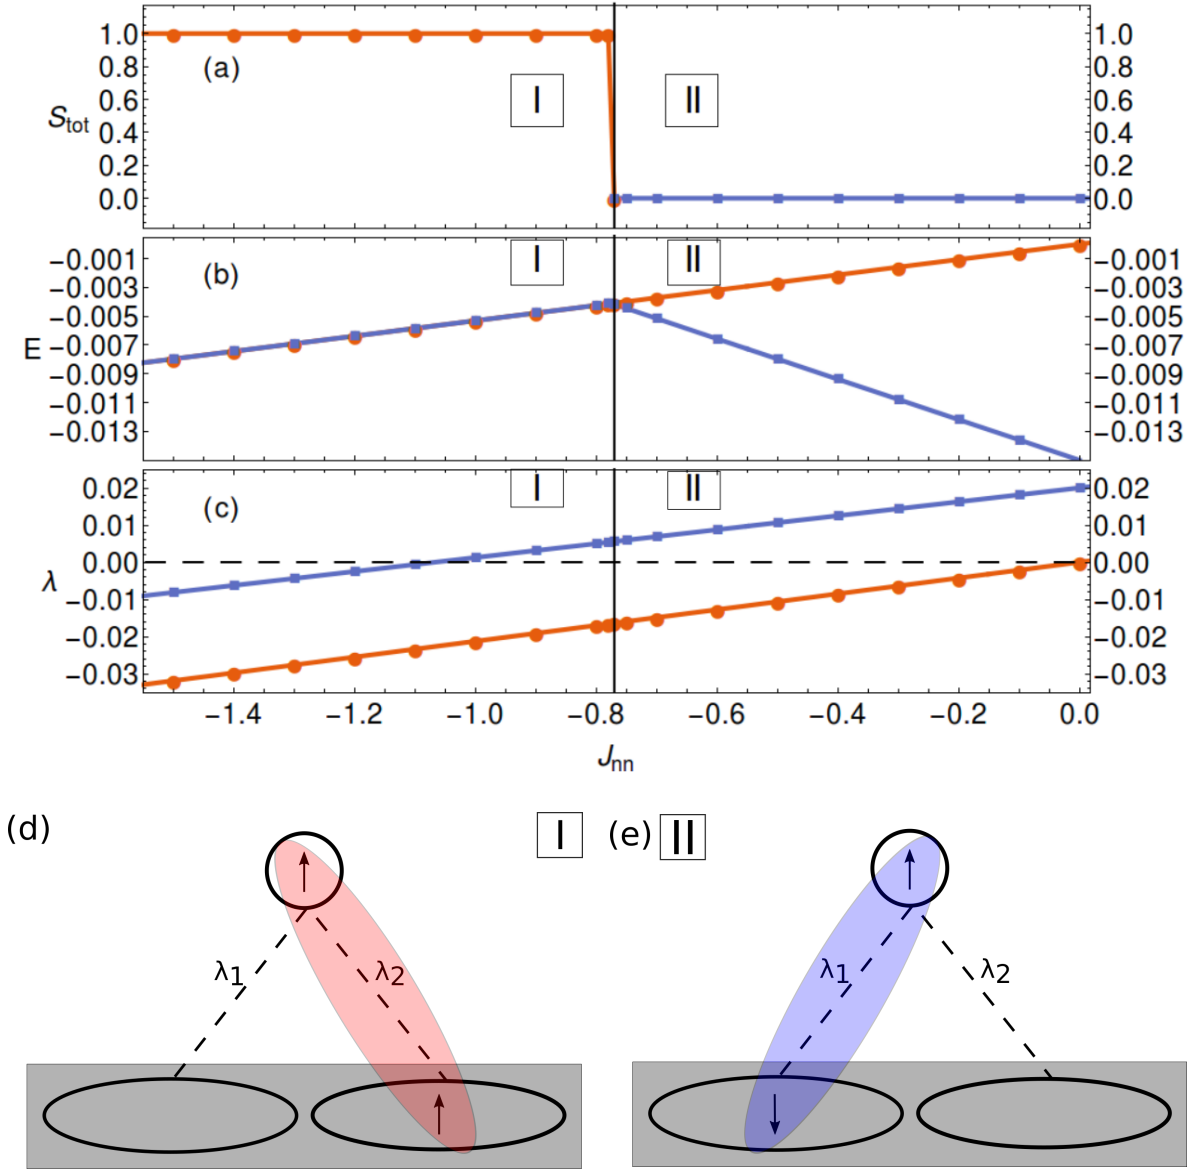 (a)
I
II
S_tot
1.0
0.8
0.6
0.4
0.2
0.0
1.0
0.8
0.6
0.4
0.2
0.0
(b)
I
II
E
−0.001
−0.003
−0.005
−0.007
−0.009
−0.011
−0.013
−0.001
−0.003
−0.005
−0.007
−0.009
−0.011
−0.013
(c)
I
II
λ
0.02
0.01
0.00
−0.01
−0.02
−0.03
0.02
0.01
0.00
−0.01
−0.02
−0.03
−1.4 −1.2 −1.0 −0.8 −0.6 −0.4 −0.2 0.0
J_nn
(d) I
λ1 λ2
(e) II
λ1 λ2